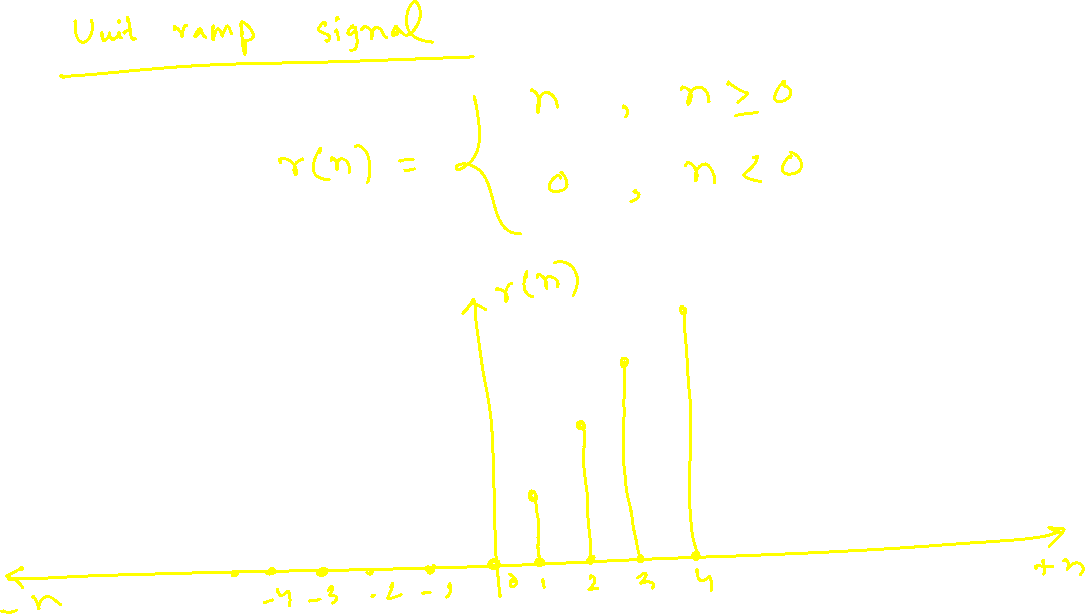 Unit ramp signal
r(n) = { n , n ≥ 0
0 , n < 0
r(n)
-n -4 -3 -2 -1 0 1 2 3 4 +n